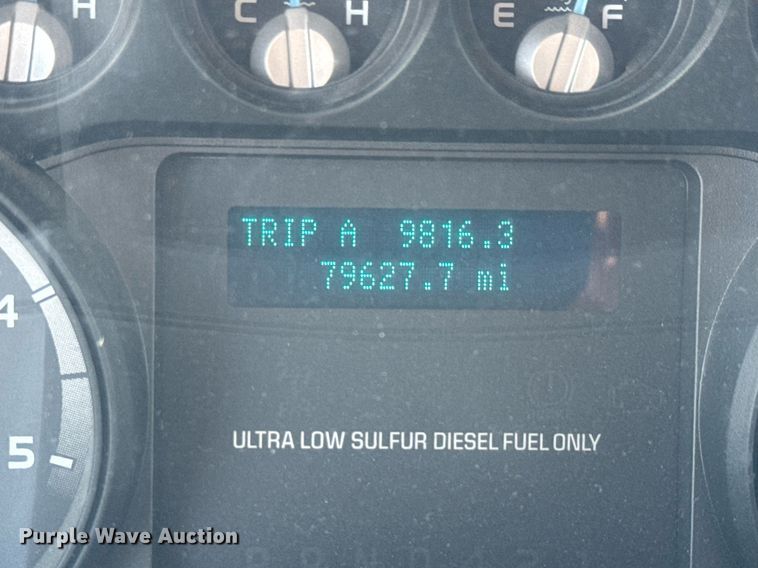 H
C H
E F
TRIP A 9816.3
79627.7 mi
4
ULTRA LOW SULFUR DIESEL FUEL ONLY
5
Purple Wave Auction